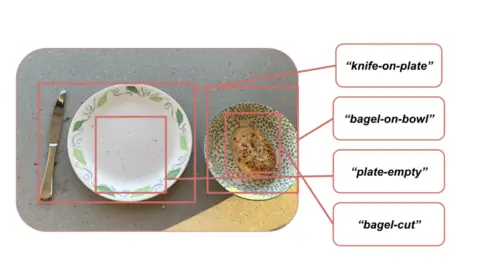 “knife-on-plate”
“bagel-on-bowl”
“plate-empty”
“bagel-cut”